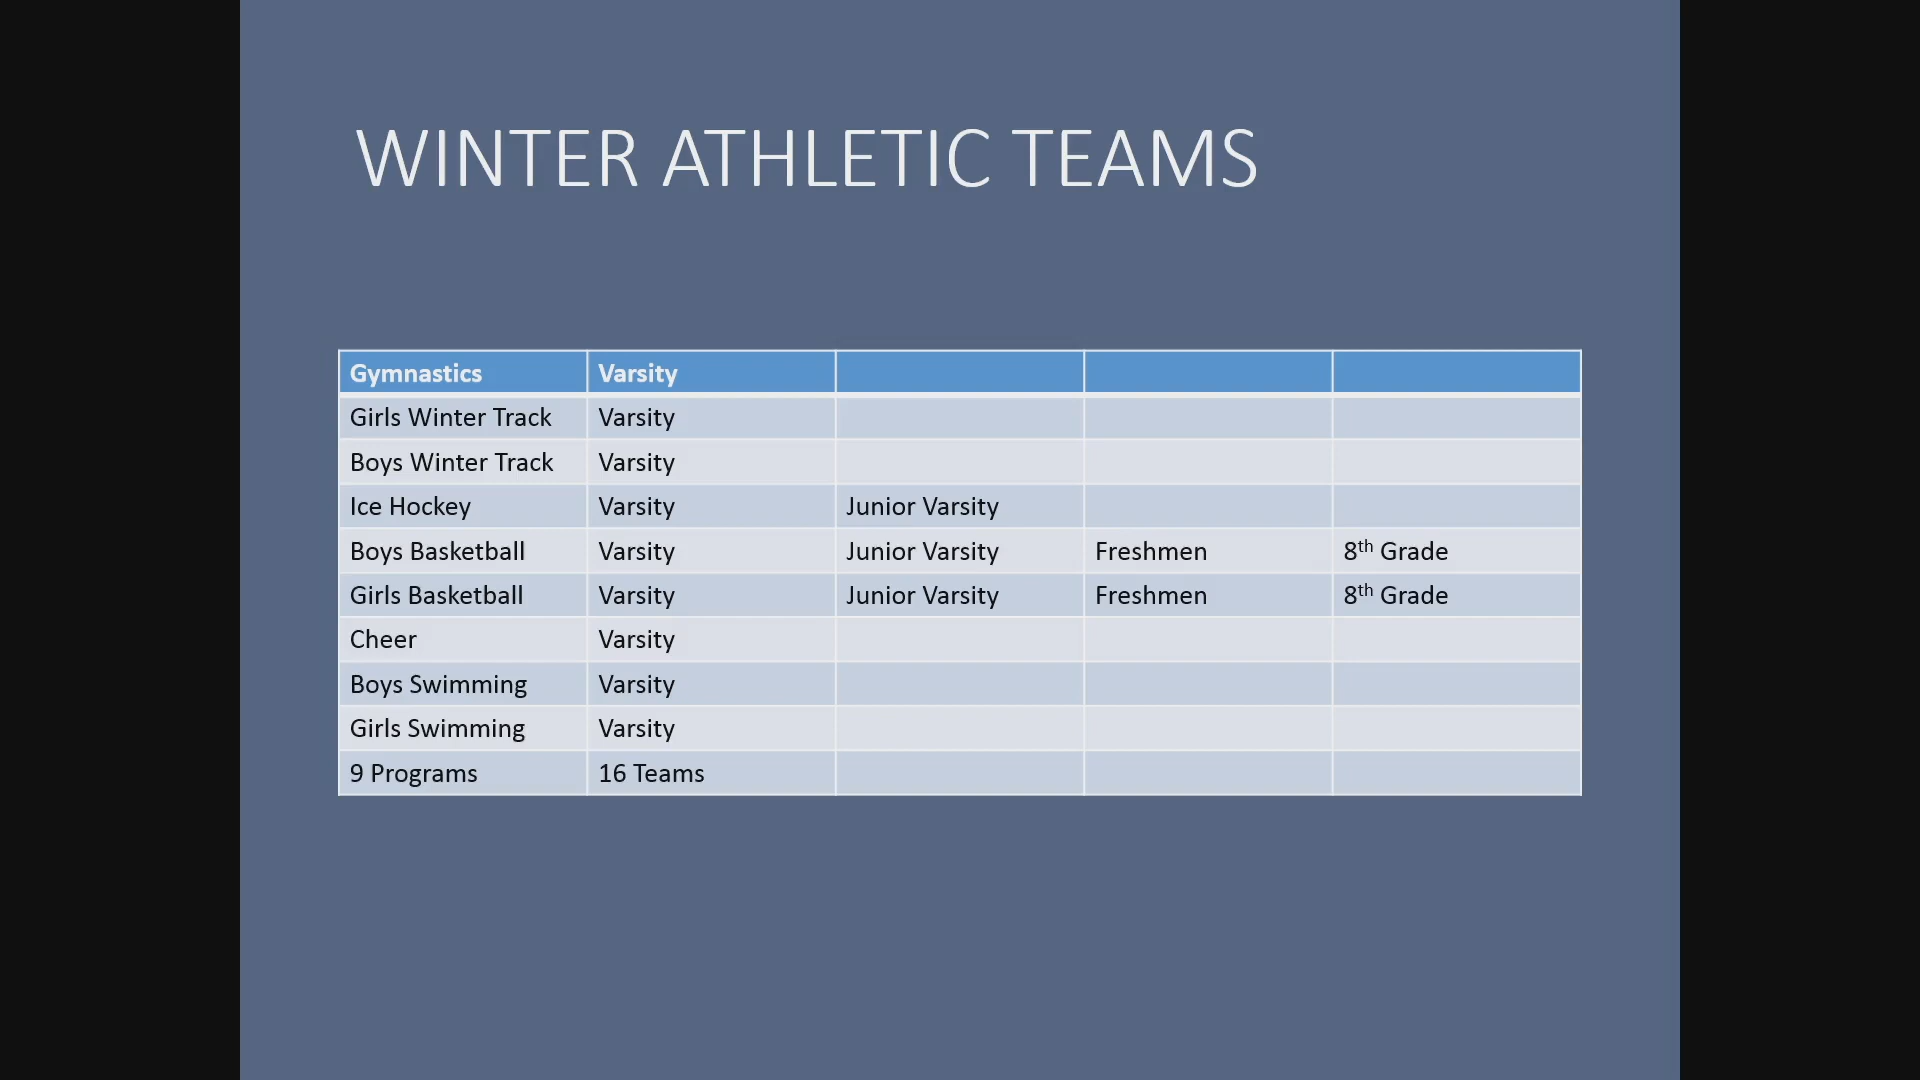 WINTER ATHLETIC TEAMS
Gymnastics Varsity
Girls Winter Track Varsity
Boys Winter Track Varsity
Ice Hockey Varsity Junior Varsity
Boys Basketball Varsity Junior Varsity Freshmen 8th Grade
Girls Basketball Varsity Junior Varsity Freshmen 8th Grade
Cheer Varsity
Boys Swimming Varsity
Girls Swimming Varsity
9 Programs 16 Teams